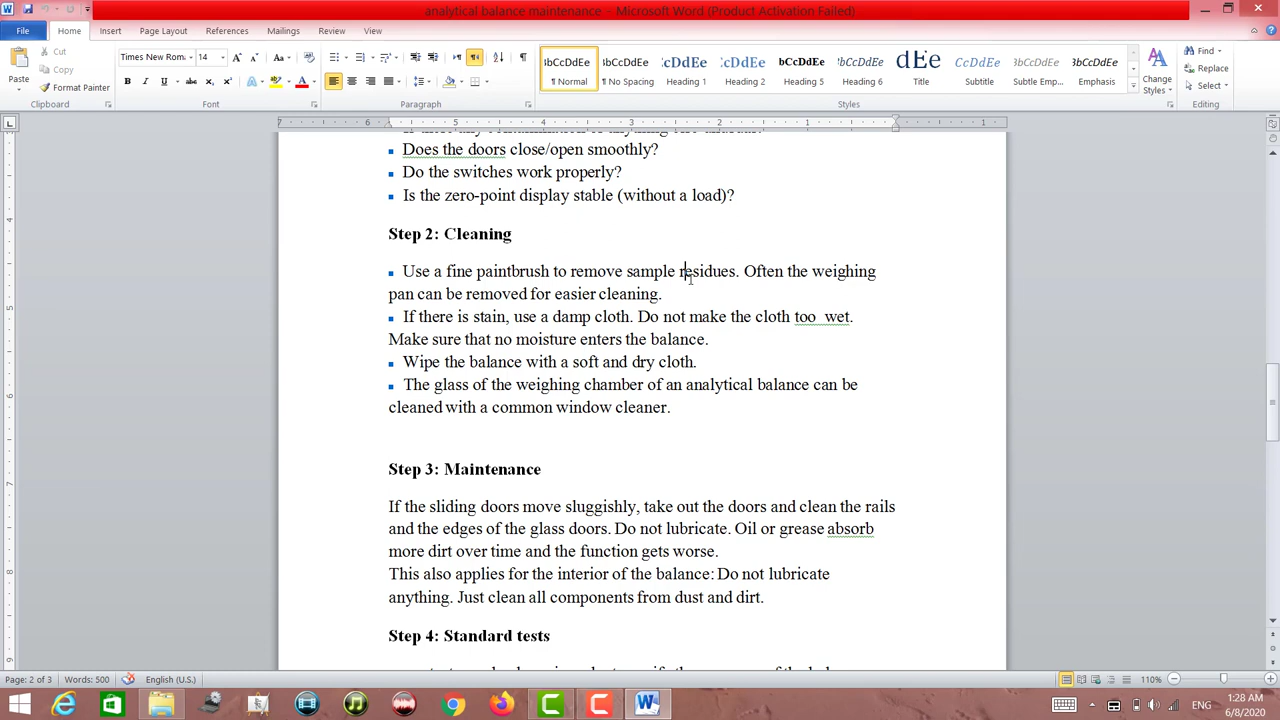 analytical balance maintenance - Microsoft Word (Product Activation Failed)
File Home Insert Page Layout References Mailings Review View
Cut
Copy
Format Painter
Paste
Times New Rom 14
AaBbCcDdEe
¶ Normal No Spacing Heading 1 Heading 2 Heading 5 Heading 6 Title Subtitle Subtle Emp... Emphasis
Change
Styles
Find
Replace
Select
Clipboard Font Paragraph Styles Editing
7 6 5 4 3 2 1 1
Does the doors close/open smoothly?
Do the switches work properly?
Is the zero-point display stable (without a load)?
Step 2: Cleaning
Use a fine paintbrush to remove sample residues. Often the weighing
pan can be removed for easier cleaning.
If there is stain, use a damp cloth. Do not make the cloth too wet.
Make sure that no moisture enters the balance.
Wipe the balance with a soft and dry cloth.
The glass of the weighing chamber of an analytical balance can be
cleaned with a common window cleaner.
Step 3: Maintenance
If the sliding doors move sluggishly, take out the doors and clean the rails
and the edges of the glass doors. Do not lubricate. Oil or grease absorb
more dirt over time and the function gets worse.
This also applies for the interior of the balance: Do not lubricate
anything. Just clean all components from dust and dirt.
Step 4: Standard tests
Page: 2 of 3 Words: 500 English (U.S.) 110%
ENG
1:28 AM
6/8/2020